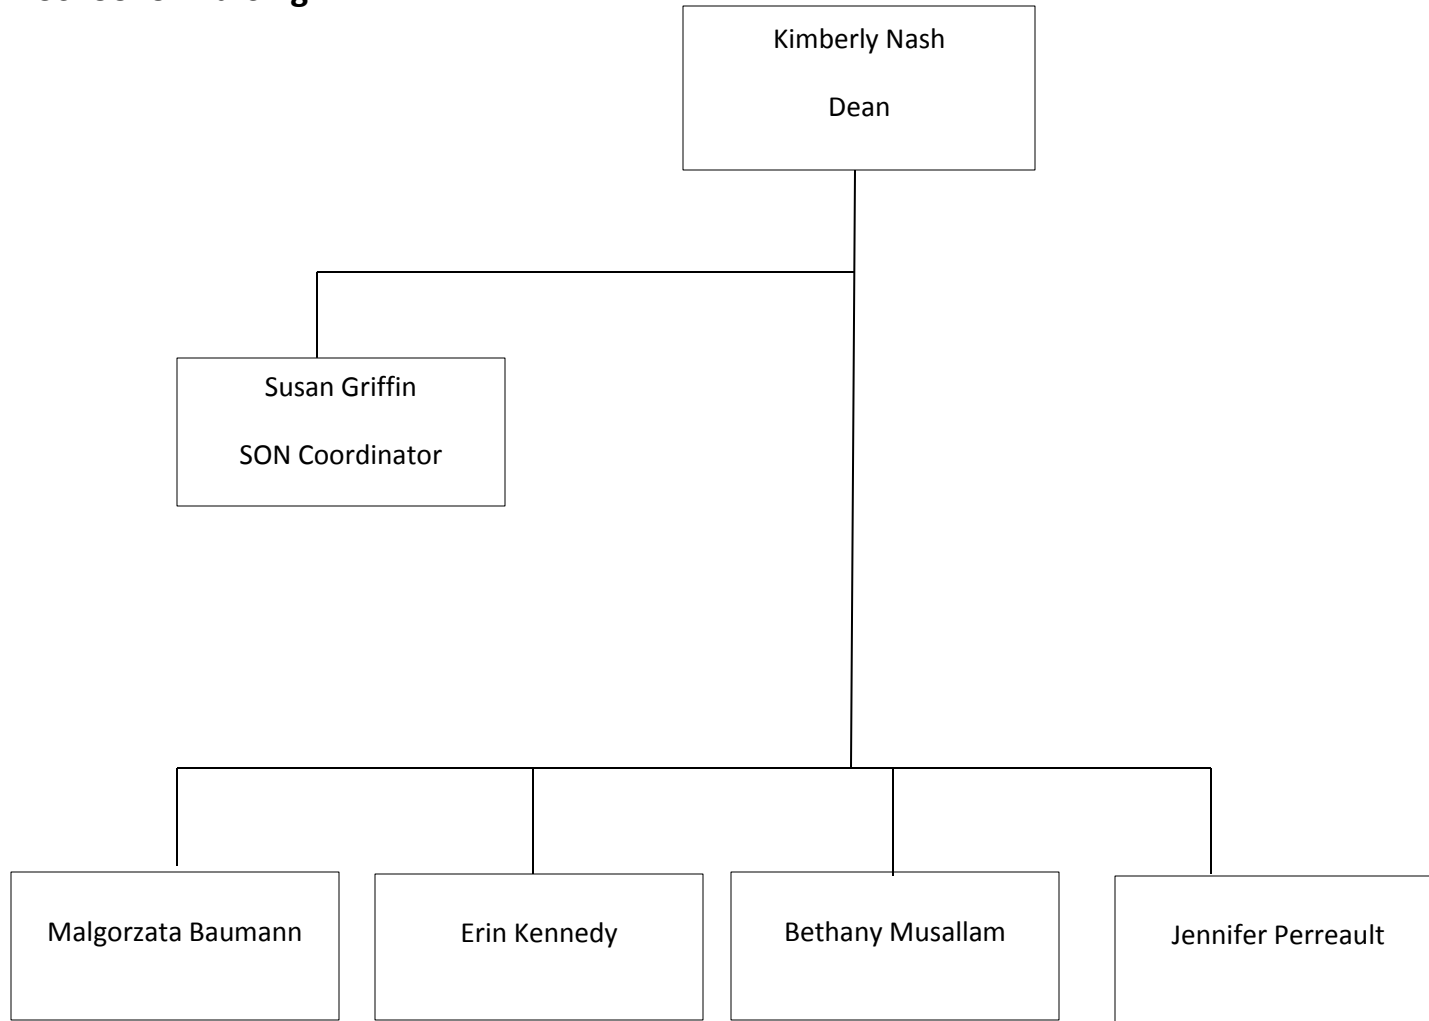 Kimberly Nash
Dean
Susan Griffin
SON Coordinator
Malgorzata Baumann
Erin Kennedy
Bethany Musallam
Jennifer Perreault